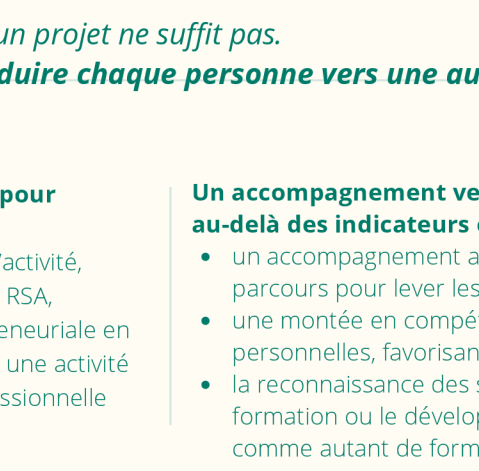 un projet ne suffit pas.
duire chaque personne vers une au
pour
activité,
RSA,
eneuriale en
une activité
ssionnelle
Un accompagnement ve
au-delà des indicateurs
• un accompagnement a
parcours pour lever les
• une montée en compét
personnelles, favorisan
• la reconnaissance des s
formation ou le dévelop
comme autant de form